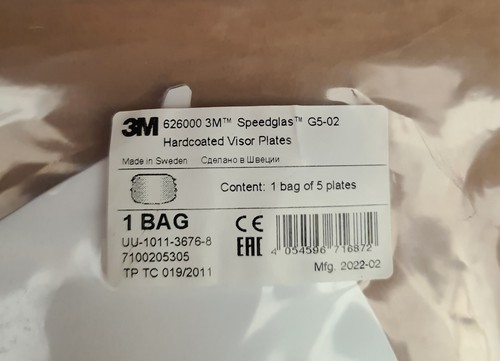 3M 626000 3M™ Speedglas™ G5-02
Hardcoated Visor Plates
Made in Sweden Сделано в Швеции
Content: 1 bag of 5 plates
1 BAG
UU-1011-3676-8
7100205305
TP TC 019/2011
CE
EAC
4 054596 716872
Mfg. 2022-02